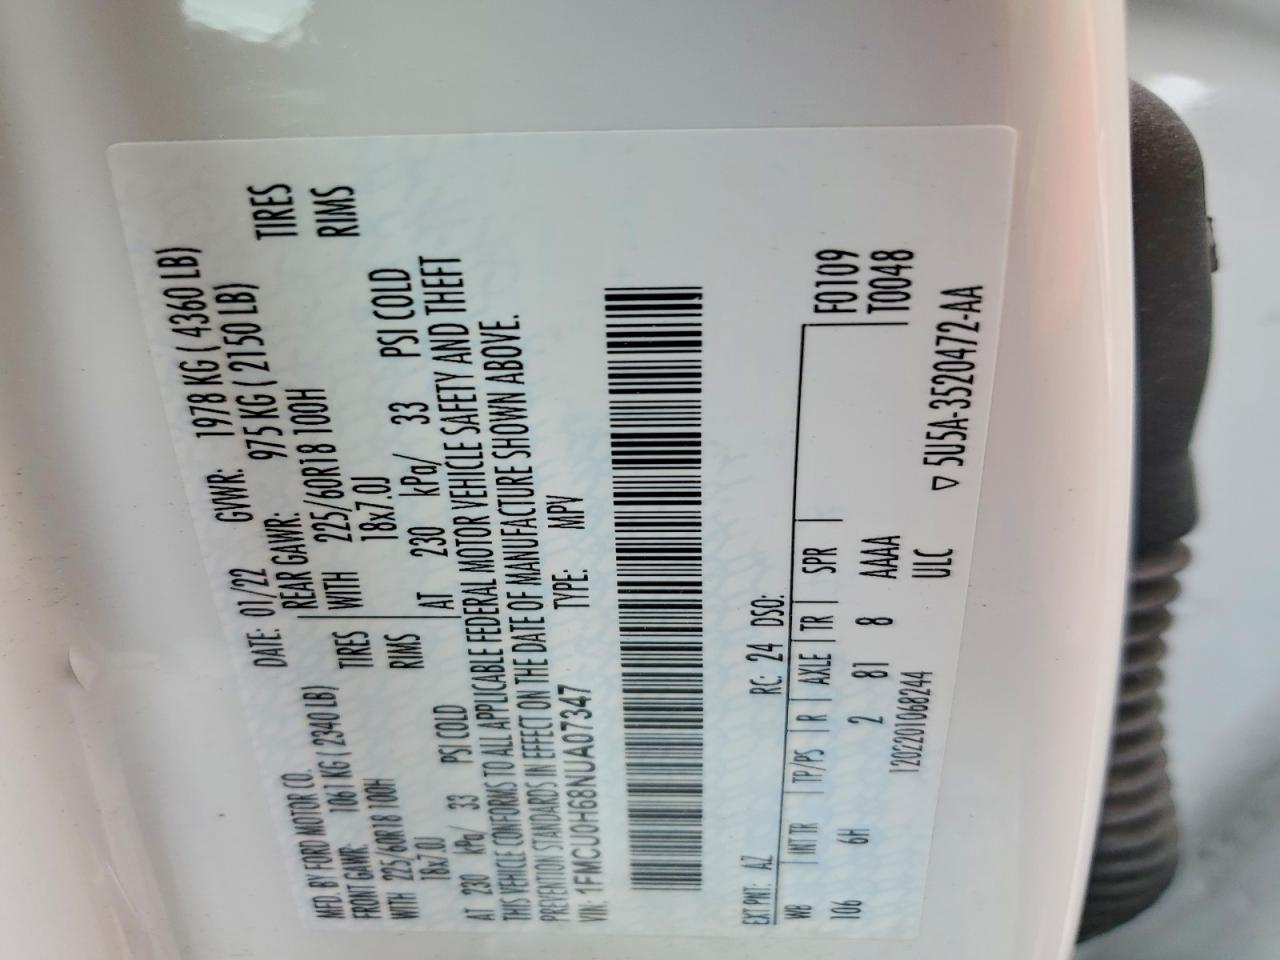 MFD. BY FORD MOTOR CO.
DATE: 01/22 GVWR: 1978 KG ( 4360 LB)
FRONT GAWR: 1061 KG ( 2340 LB)
REAR GAWR: 975 KG ( 2150 LB)
WITH 225/60R18 100H TIRES
WITH 225/60R18 100H TIRES
18x7.0J RIMS
18x7.0J RIMS
AT 230 kPa/ 33 PSI COLD
AT 230 kPa/ 33 PSI COLD
THIS VEHICLE CONFORMS TO ALL APPLICABLE FEDERAL MOTOR VEHICLE SAFETY AND THEFT
PREVENTION STANDARDS IN EFFECT ON THE DATE OF MANUFACTURE SHOWN ABOVE.
VIN: 1FMCU0H68NUA07347 TYPE: MPV
EXT PNT: AZ RC: 24 DSO:
WB INT TR TP/PS R AXLE TR SPR F0109
106 6H 2 81 8 AAAA T0048
ULC
1202201068244
▽ 5U5A-3520472-AA